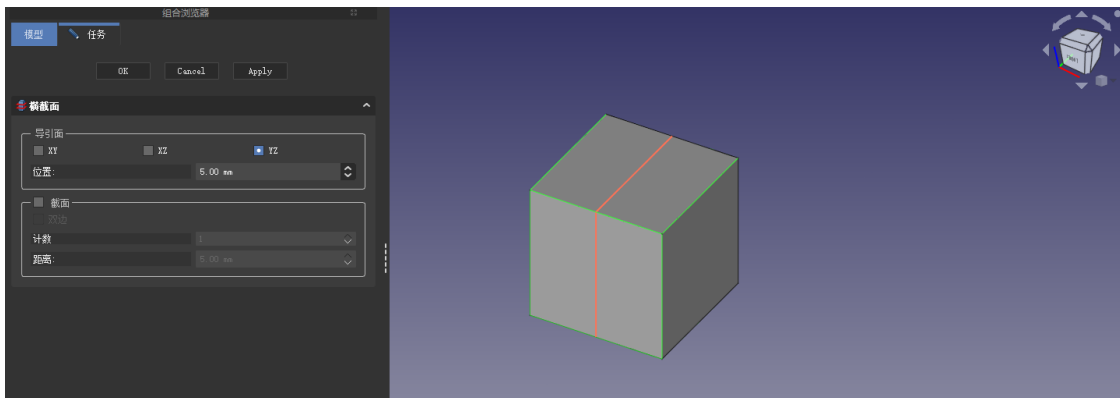 组合浏览器
模型 任务
OK Cancel Apply
横截面
导引面
XY XZ YZ
位置: 5.00 mm
截面
双边
计数 1
距离: 5.00 mm